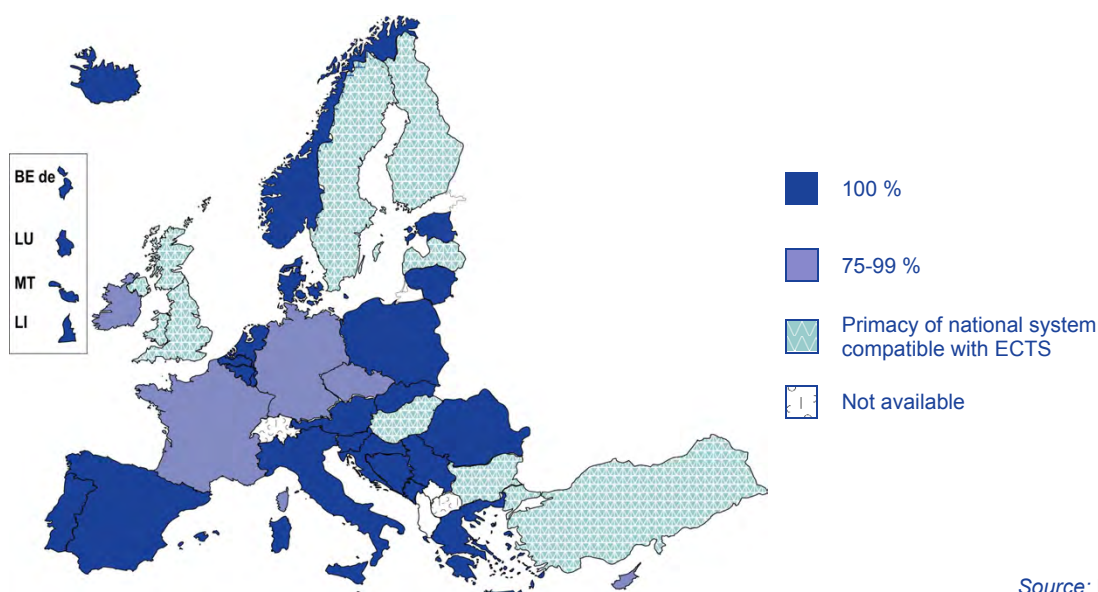 BE de
LU
MT
LI
100 %
75-99 %
Primacy of national system
compatible with ECTS
Not available
Source: